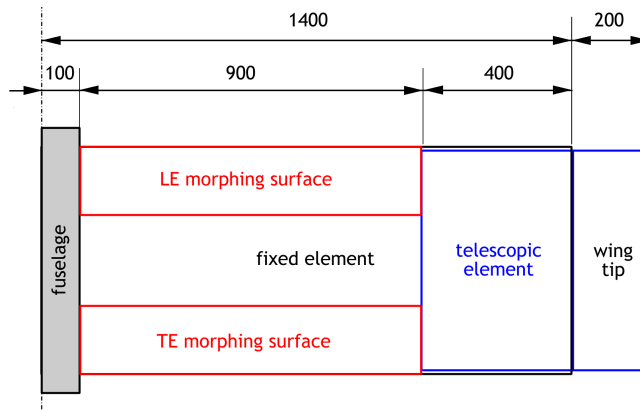 1400
200
100
900
400
LE morphing surface
fuselage
fixed element
telescopic
element
wing
tip
TE morphing surface